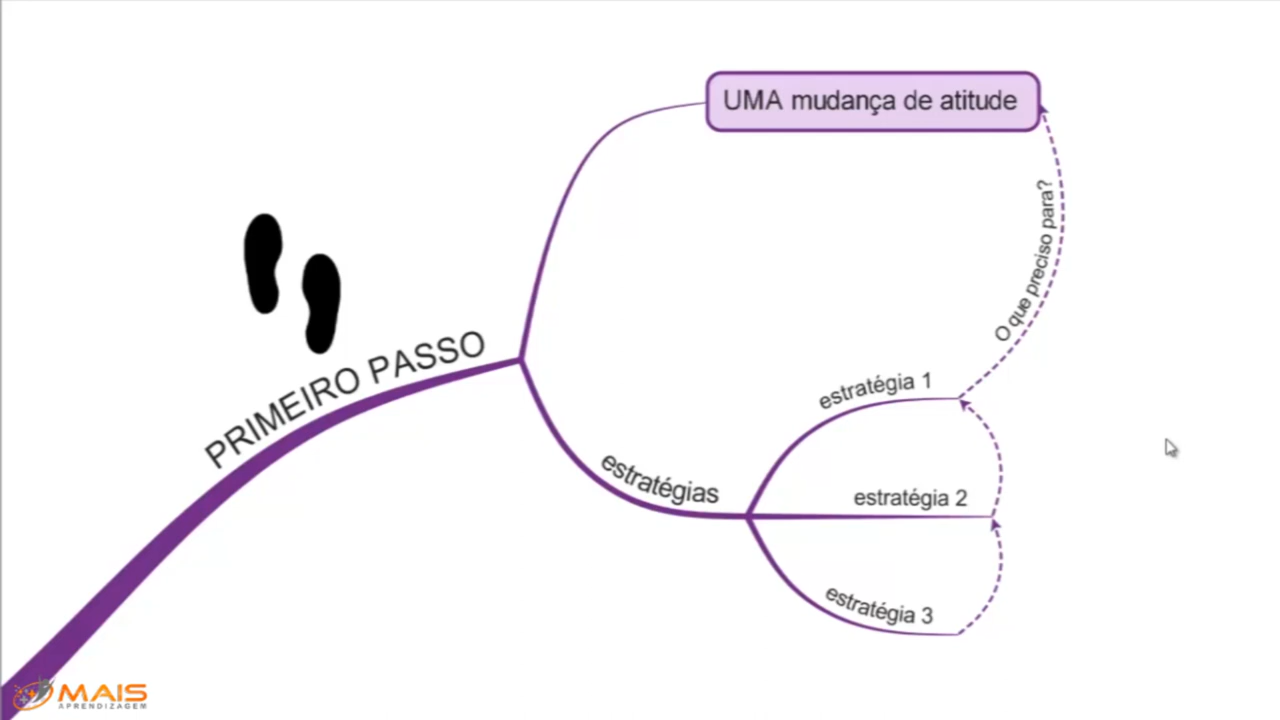 UMA mudança de atitude
O que preciso para?
PRIMEIRO PASSO
estratégia 1
estratégias
estratégia 2
estratégia 3
MAIS
APRENDIZAGEM